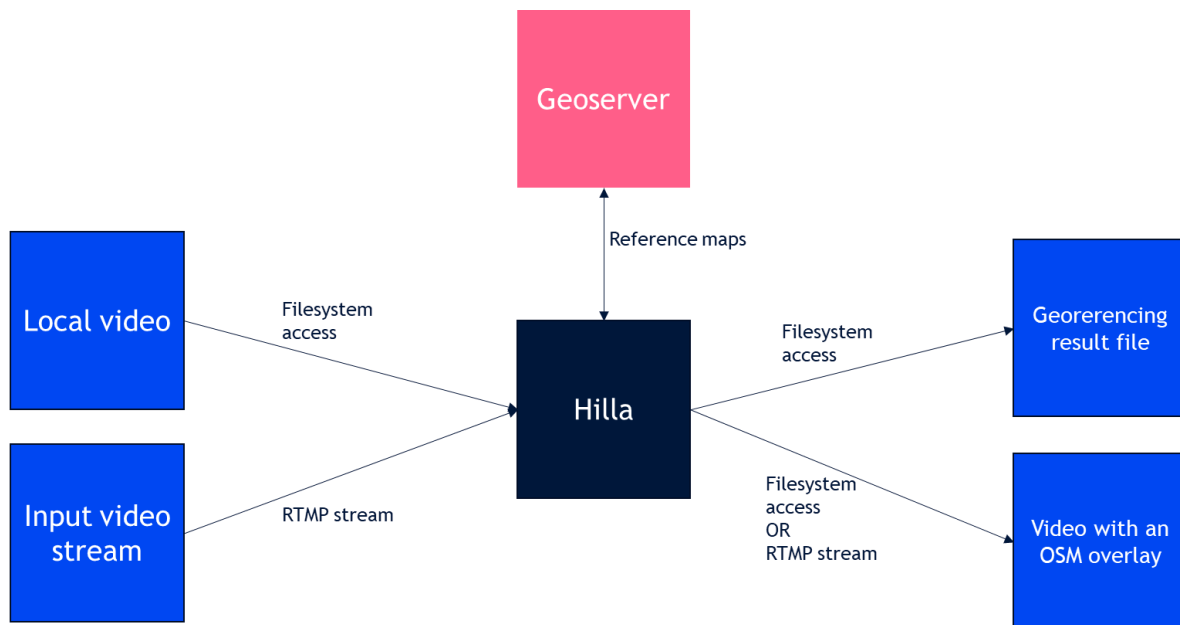 Geoserver
Reference maps
Local video
Filesystem
access
Georerencing
result file
Filesystem
access
Hilla
Input video
stream
RTMP stream
Filesystem
access
OR
RTMP stream
Video with an
OSM overlay